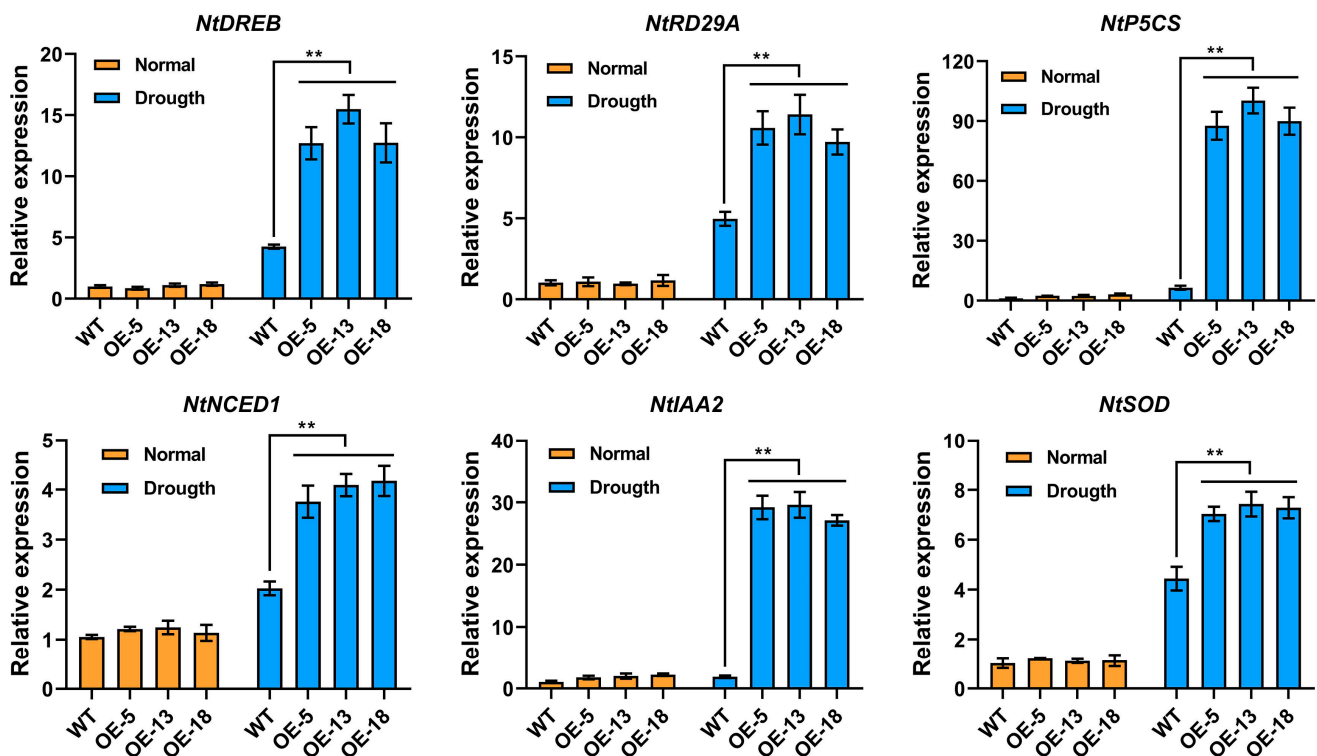 NtDREB
Relative expression
20
15
10
5
0
Normal
Drougth
**
WT
OE-5
OE-13
OE-18
WT
OE-5
OE-13
OE-18
NtRD29A
Relative expression
15
10
5
0
Normal
Drougth
**
WT
OE-5
OE-13
OE-18
WT
OE-5
OE-13
OE-18
NtP5CS
Relative expression
120
90
60
30
0
Normal
Drougth
**
WT
OE-5
OE-13
OE-18
WT
OE-5
OE-13
OE-18
NtNCED1
Relative expression
5
4
3
2
1
0
Normal
Drougth
**
WT
OE-5
OE-13
OE-18
WT
OE-5
OE-13
OE-18
NtIAA2
Relative expression
40
30
20
10
0
Normal
Drougth
**
WT
OE-5
OE-13
OE-18
WT
OE-5
OE-13
OE-18
NtSOD
Relative expression
10
8
6
4
2
0
Normal
Drougth
**
WT
OE-5
OE-13
OE-18
WT
OE-5
OE-13
OE-18